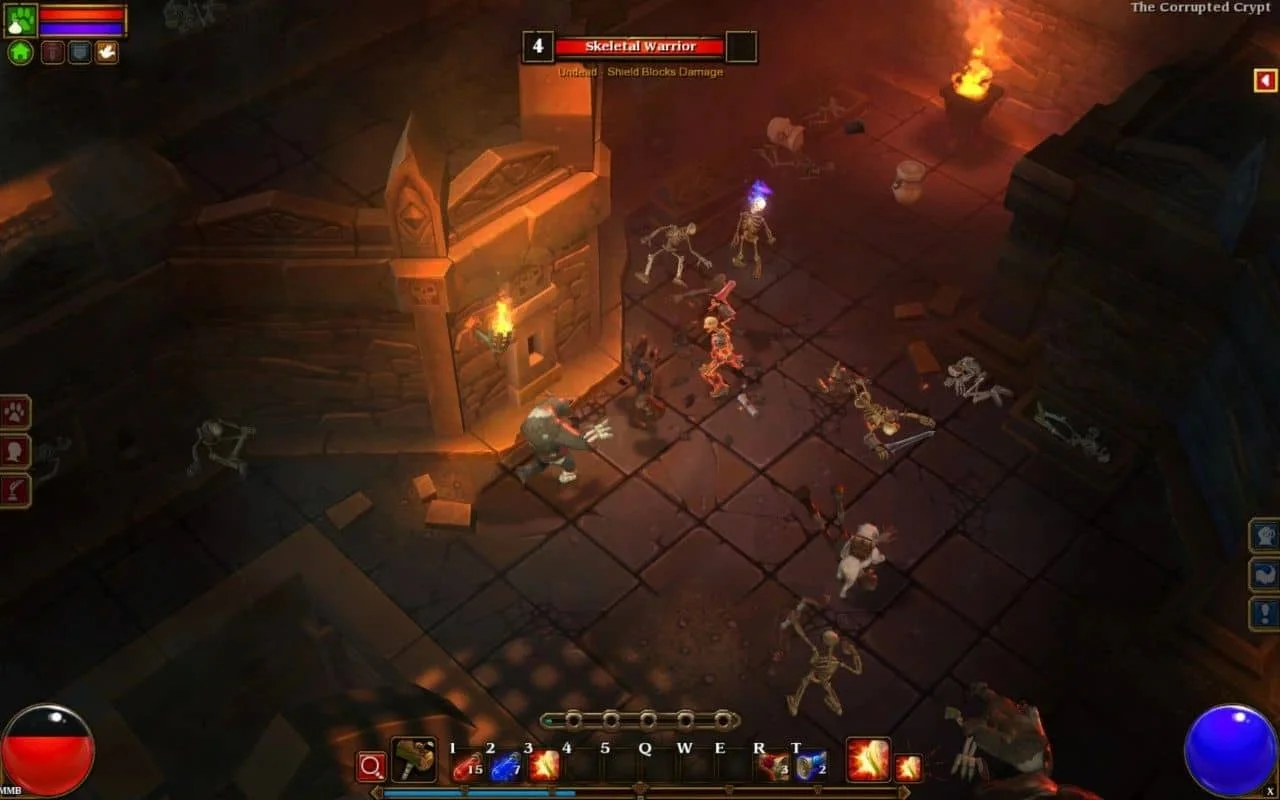 The Corrupted Crypt
4 Skeletal Warrior
Undead - Shield Blocks Damage
1 2 3 4 5 Q W E R T
15 7 3 2
MMB
X